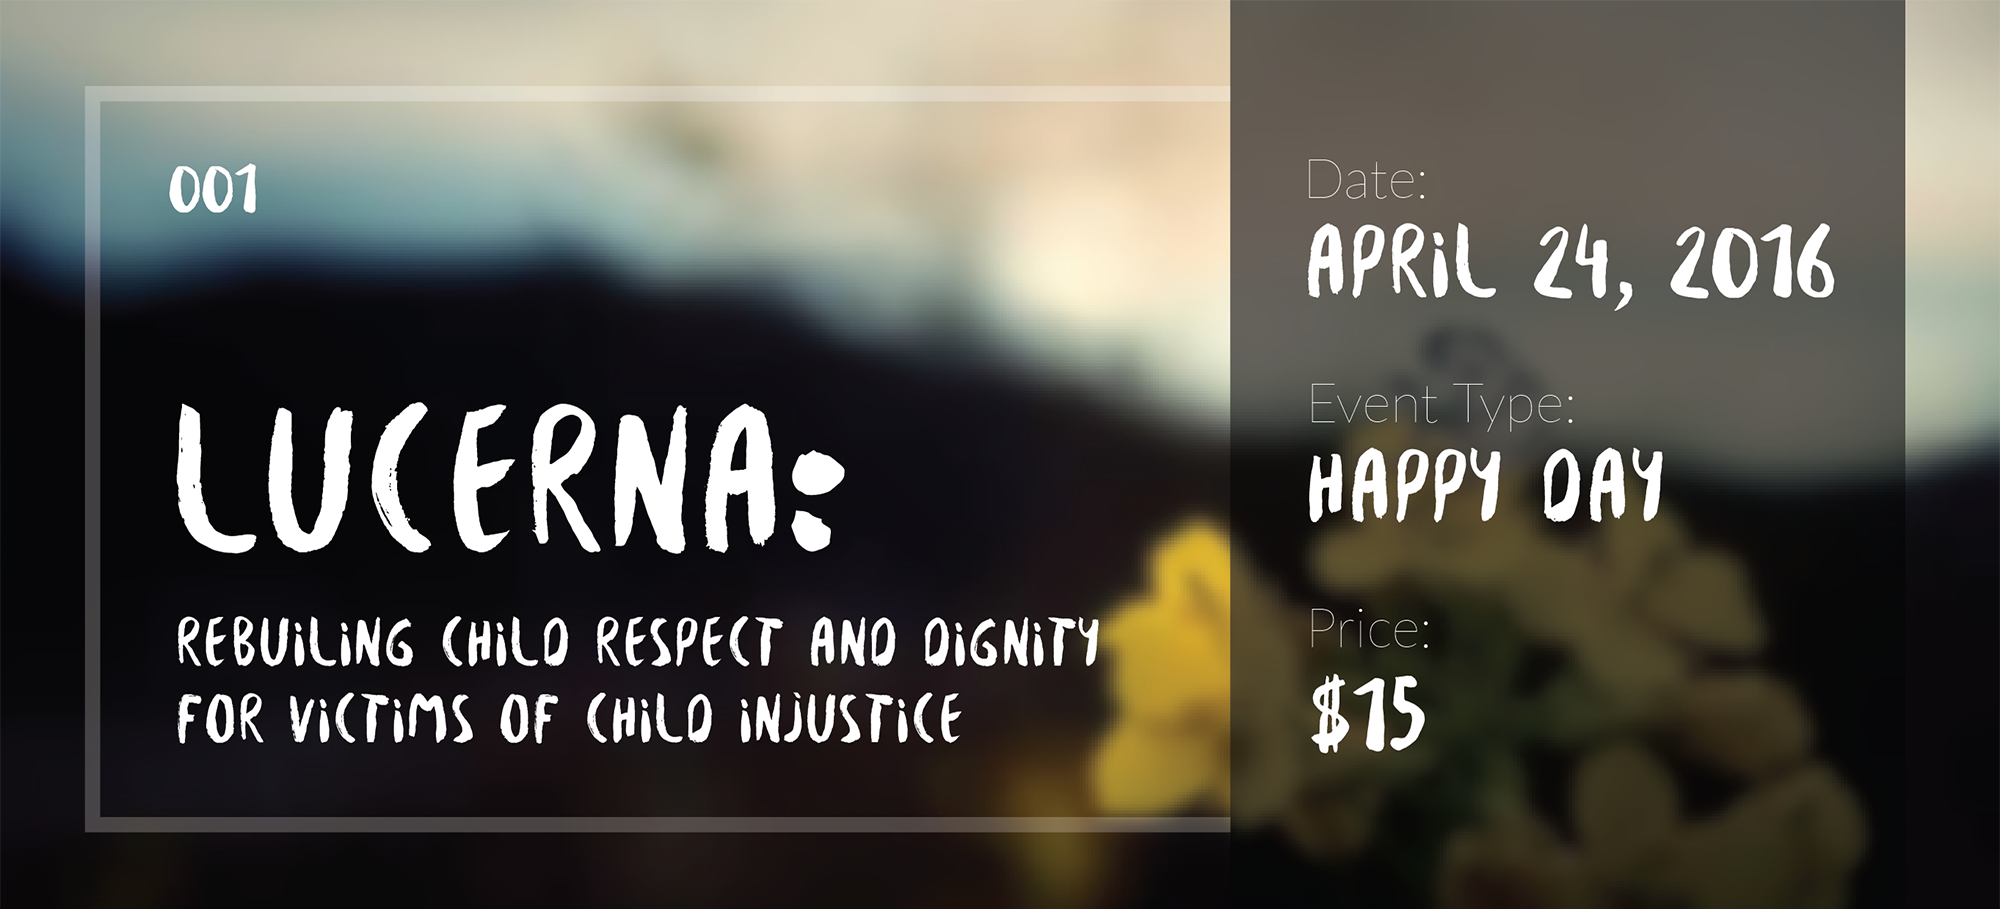 001
LUCERNA:
REBUILING CHILD RESPECT AND DIGNITY
FOR VICTIMS OF CHILD INJUSTICE
Date:
APRIL 24, 2016
Event Type:
HAPPY DAY
Price:
$15